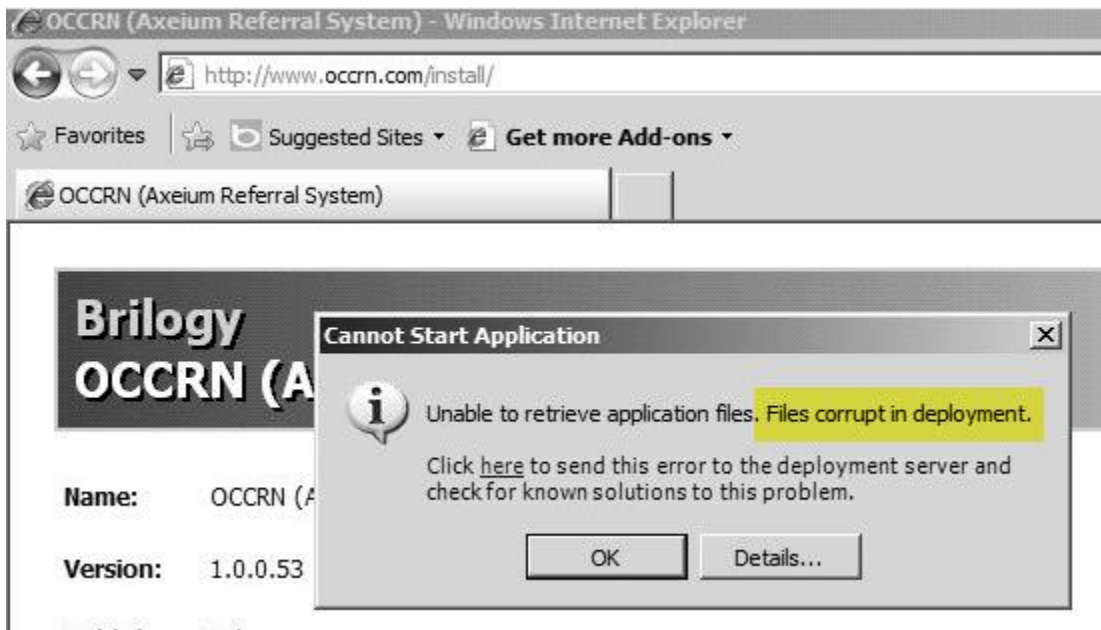 OCCRN (Axeium Referral System) - Windows Internet Explorer
http://www.occrn.com/install/
Favorites Suggested Sites Get more Add-ons
OCCRN (Axeium Referral System)
Brilogy
OCCRN (A
Cannot Start Application
Unable to retrieve application files. Files corrupt in deployment.
Click here to send this error to the deployment server and
check for known solutions to this problem.
OK Details...
Name: OCCRN (A
Version: 1.0.0.53